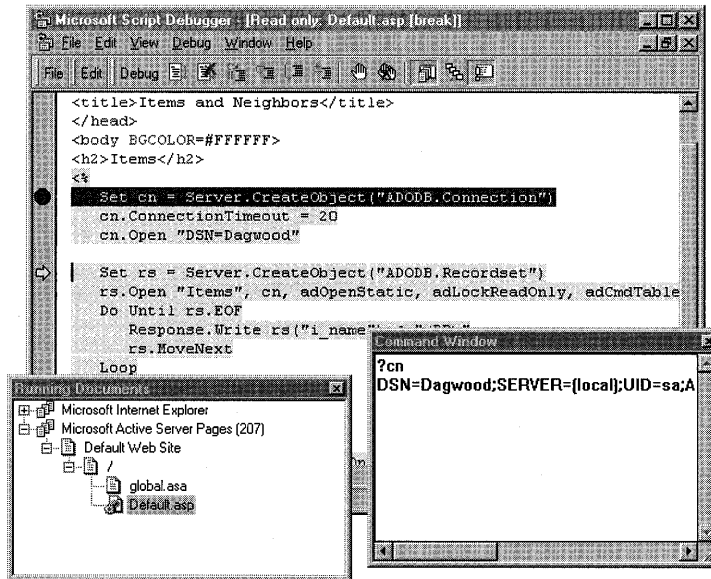 Microsoft Script Debugger - [Read only: Default.asp [break]]
File Edit View Debug Window Help
File Edit Debug
<title>Items and Neighbors</title>
</head>
<body BGCOLOR=#FFFFFF>
<h2>Items</h2>
<%
Set cn = Server.CreateObject("ADODB.Connection")
cn.ConnectionTimeout = 20
cn.Open "DSN=Dagwood"
Set rs = Server.CreateObject("ADODB.Recordset")
rs.Open "Items", cn, adOpenStatic, adLockReadOnly, adCmdTable
Do Until rs.EOF
Response.Write rs("i_name")
rs.MoveNext
Loop
Command Window
?cn
DSN=Dagwood;SERVER=(local);UID=sa;A
Running Documents
Microsoft Internet Explorer
Microsoft Active Server Pages (207)
Default Web Site
/
global.asa
Default.asp